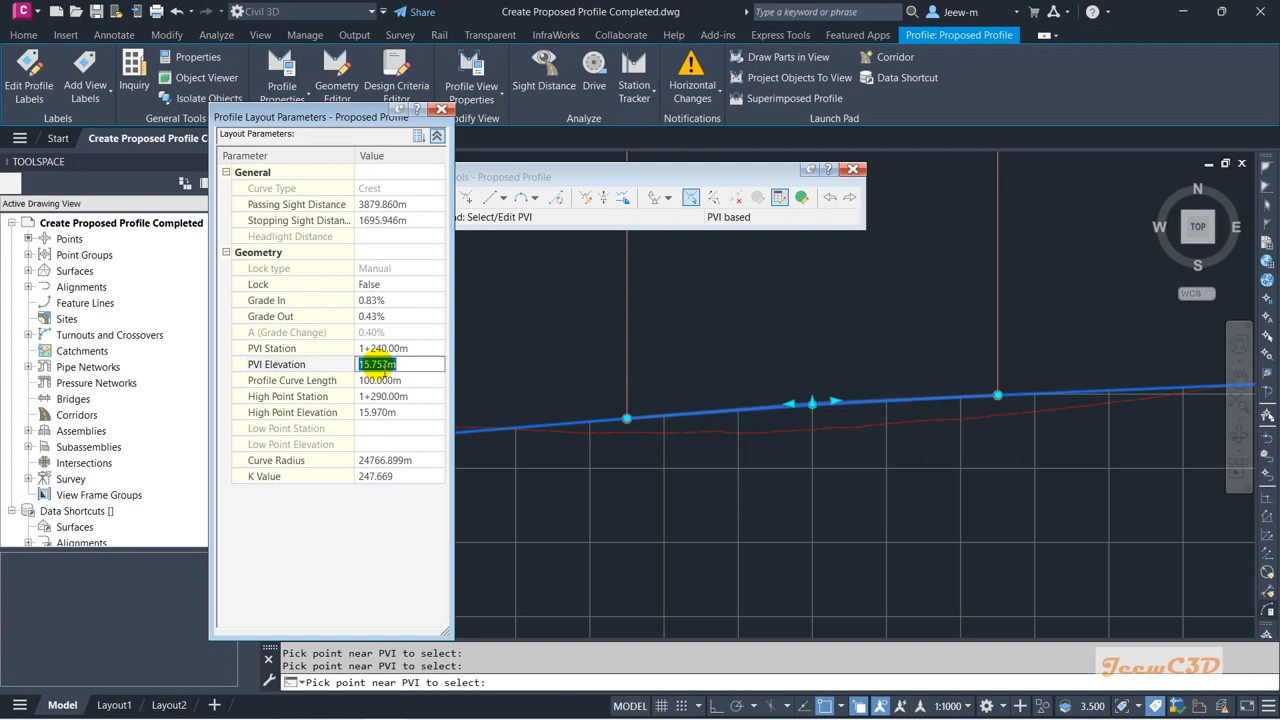 Civil 3D
Share
Create Proposed Profile Completed.dwg
Type a keyword or phrase
Jeew-m
Home
Insert
Annotate
Modify
Analyze
View
Manage
Output
Survey
Rail
Transparent
InfraWorks
Collaborate
Help
Add-ins
Express Tools
Featured Apps
Profile: Proposed Profile
Edit Profile Labels
Add View Labels
Labels
Inquiry
Properties
Object Viewer
Isolate Objects
General Tools
Profile Properties
Geometry Editor
Design Criteria Editor
Profile View Properties
Modify View
Sight Distance
Drive
Station Tracker
Analyze
Horizontal Changes
Notifications
Draw Parts in View
Project Objects To View
Superimposed Profile
Corridor
Data Shortcut
Launch Pad
Start
Create Proposed Profile C
TOOLSPACE
Active Drawing View
Create Proposed Profile Completed
Points
Point Groups
Surfaces
Alignments
Feature Lines
Sites
Turnouts and Crossovers
Catchments
Pipe Networks
Pressure Networks
Bridges
Corridors
Assemblies
Subassemblies
Intersections
Survey
View Frame Groups
Data Shortcuts []
Surfaces
Alignments
Profile Layout Parameters - Proposed Profile
Layout Parameters:
Parameter Value
General
Curve Type Crest
Passing Sight Distance 3879.860m
Stopping Sight Distan... 1695.946m
Headlight Distance
Geometry
Lock type Manual
Lock False
Grade In 0.83%
Grade Out 0.43%
A (Grade Change) 0.40%
PVI Station 1+240.00m
PVI Elevation 15.757m
Profile Curve Length 100.000m
High Point Station 1+290.00m
High Point Elevation 15.970m
Low Point Station
Low Point Elevation
Curve Radius 24766.899m
K Value 247.669
ols - Proposed Profile
d: Select/Edit PVI
PVI based
N
W TOP E
S
WCS
Pick point near PVI to select:
Pick point near PVI to select:
Pick point near PVI to select:
JeewC3D
Model
Layout1
Layout2
MODEL
1:1000
3.500